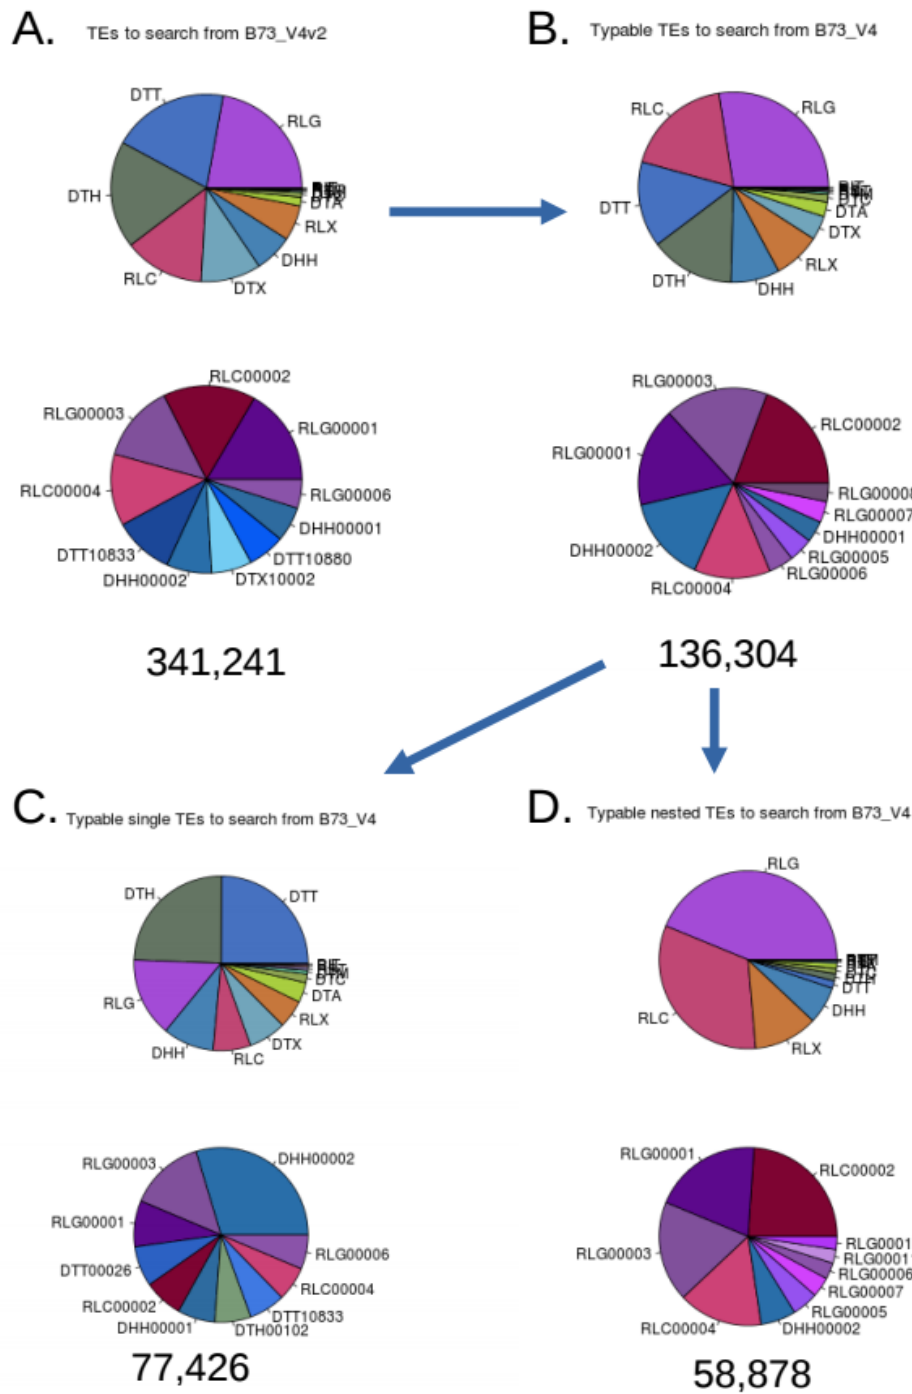 A. TEs to search from B73_V4v2
B. Typable TEs to search from B73_V4
DTT
RLG
DTH
DTA
RLX
DHH
RLC
DTX
RLC
RLG
DTT
DTA
DTX
RLX
DTH
DHH
RLC00002
RLG00003
RLG00001
RLC00004
RLG00006
DHH00001
DTT10833
DTT10880
DHH00002
DTX10002
RLG00003
RLC00002
RLG00001
RLG00008
RLG00007
DHH00001
DHH00002
RLG00005
RLG00006
RLC00004
341,241
136,304
C. Typable single TEs to search from B73_V4
D. Typable nested TEs to search from B73_V4
DTH
DTT
DTC
DTA
RLG
RLX
DHH
DTX
RLC
RLG
DTT
DHH
RLC
RLX
RLG00003
DHH00002
RLG00001
RLG00006
DTT00026
RLC00004
RLC00002
DTT10833
DHH00001
DTH00102
RLG00001
RLC00002
RLG0001
RLG00003
RLG0001
RLG00006
RLG00007
RLG00005
RLC00004
DHH00002
77,426
58,878